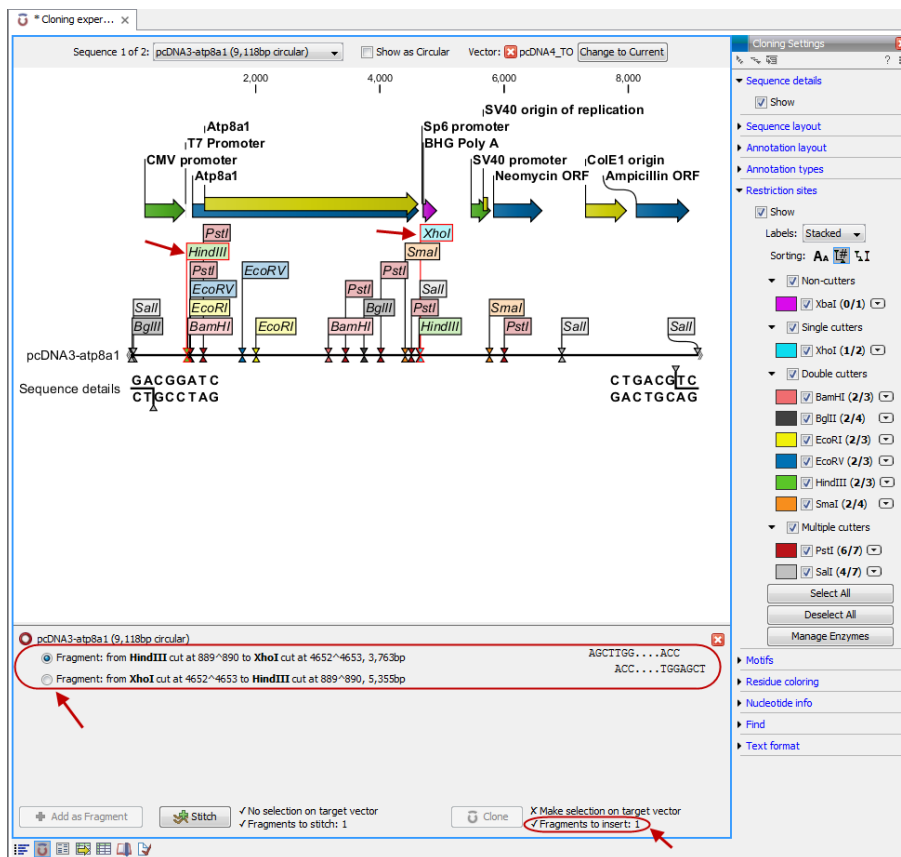 * Cloning exper... ×
Sequence 1 of 2: pcDNA3-atp8a1 (9,118bp circular) Show as Circular Vector: pcDNA4_TO Change to Current
2,000 4,000 6,000 8,000
SV40 origin of replication
Atp8a1 Sp6 promoter
T7 Promoter BHG Poly A
CMV promoter SV40 promoter ColE1 origin
Atp8a1 Neomycin ORF Ampicillin ORF
PstI XhoI
HindIII SmaI
PstI EcoRV PstI
EcoRV PstI SalI
SalI EcoRI BglII SmaI
BglII BamHI EcoRI BamHI PstI HindIII PstI SalI SalI
pcDNA3-atp8a1
Sequence details
GACGGATC CTGACGTC
CTGCCTAG GACTGCAG
pcDNA3-atp8a1 (9,118bp circular)
Fragment: from HindIII cut at 889^890 to XhoI cut at 4652^4653, 3,763bp AGCTTGG....ACC
ACC....TGGAGCT
Fragment: from XhoI cut at 4652^4653 to HindIII cut at 889^890, 5,355bp
Add as Fragment
Stitch
✓No selection on target vector
✓Fragments to stitch: 1
Clone
X Make selection on target vector
✓Fragments to insert: 1
Cloning Settings
?
Sequence details
Show
Sequence layout
Annotation layout
Annotation types
Restriction sites
Show
Labels: Stacked
Sorting: AA
Non-cutters
XbaI (0/1)
Single cutters
XhoI (1/2)
Double cutters
BamHI (2/3)
BglII (2/4)
EcoRI (2/3)
EcoRV (2/3)
HindIII (2/3)
SmaI (2/4)
Multiple cutters
PstI (6/7)
SalI (4/7)
Select All
Deselect All
Manage Enzymes
Motifs
Residue coloring
Nucleotide info
Find
Text format